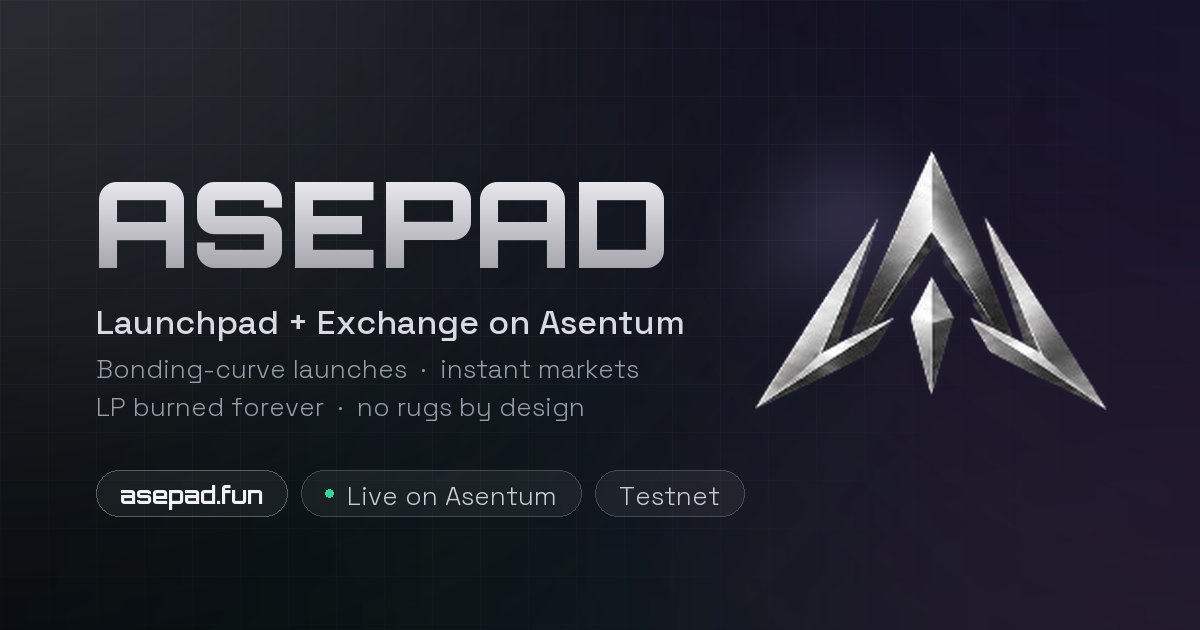 ASEPAD
Launchpad + Exchange on Asentum
Bonding-curve launches · instant markets
LP burned forever · no rugs by design
asepad.fun
Live on Asentum
Testnet